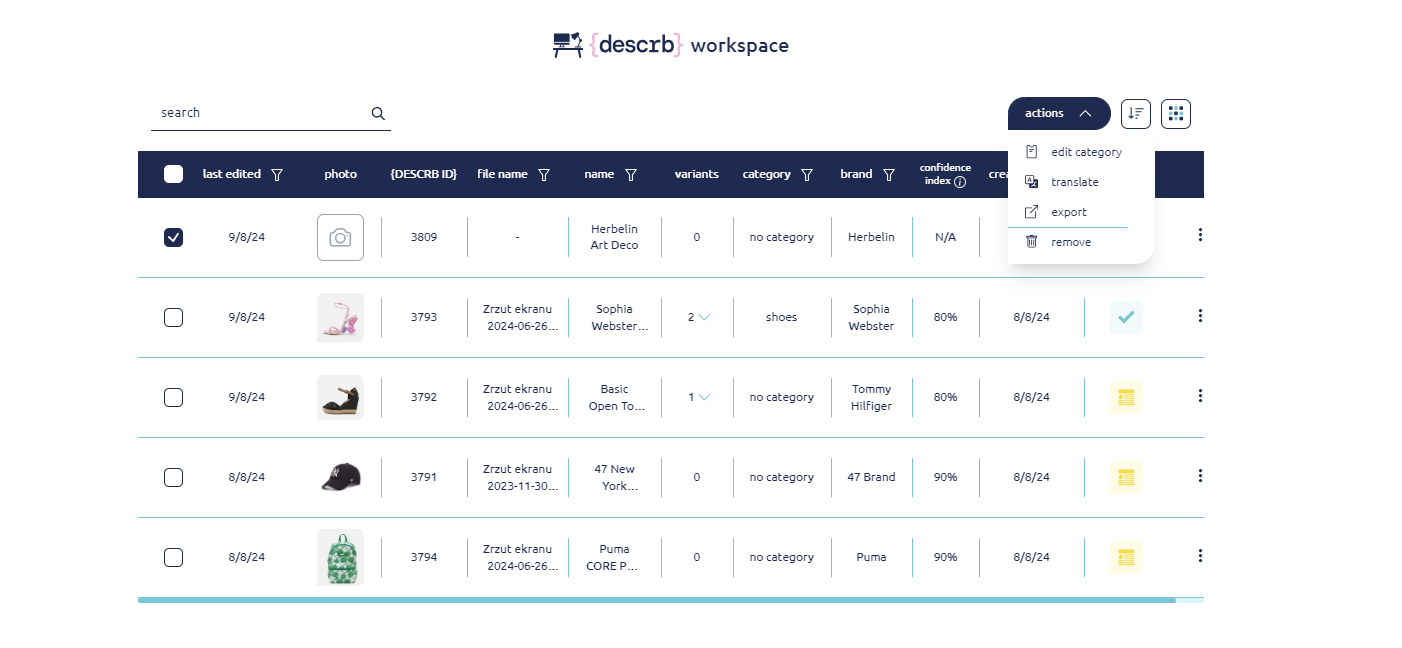 {descrb} workspace
search
actions
edit category
translate
export
remove
last edited photo {DESCRB ID} file name name variants category brand confidence index
9/8/24 3809 - Herbelin Art Deco 0 no category Herbelin N/A
9/8/24 3793 Zrzut ekranu 2024-06-26... Sophia Webster... 2 shoes Sophia Webster 80% 8/8/24
9/8/24 3792 Zrzut ekranu 2024-06-26... Basic Open To... 1 no category Tommy Hilfiger 80% 8/8/24
8/8/24 3791 Zrzut ekranu 2023-11-30... 47 New York... 0 no category 47 Brand 90% 8/8/24
8/8/24 3794 Zrzut ekranu 2024-06-26... Puma CORE P... 0 no category Puma 90% 8/8/24